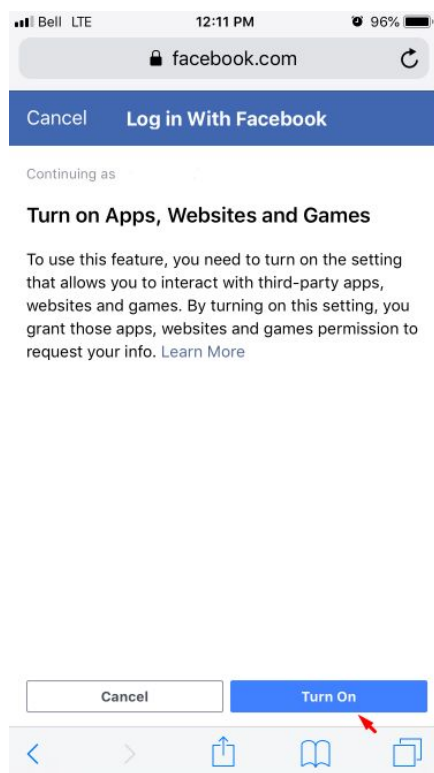 Bell LTE 12:11 PM 96%
facebook.com
Cancel Log in With Facebook
Continuing as
Turn on Apps, Websites and Games
To use this feature, you need to turn on the setting
that allows you to interact with third-party apps,
websites and games. By turning on this setting, you
grant those apps, websites and games permission to
request your info. Learn More
Cancel Turn On